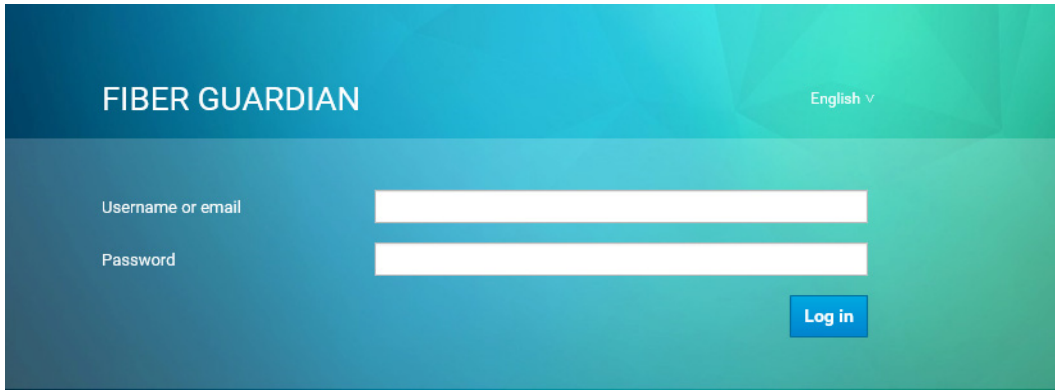 FIBER GUARDIAN
English
Username or email
Password
Log in